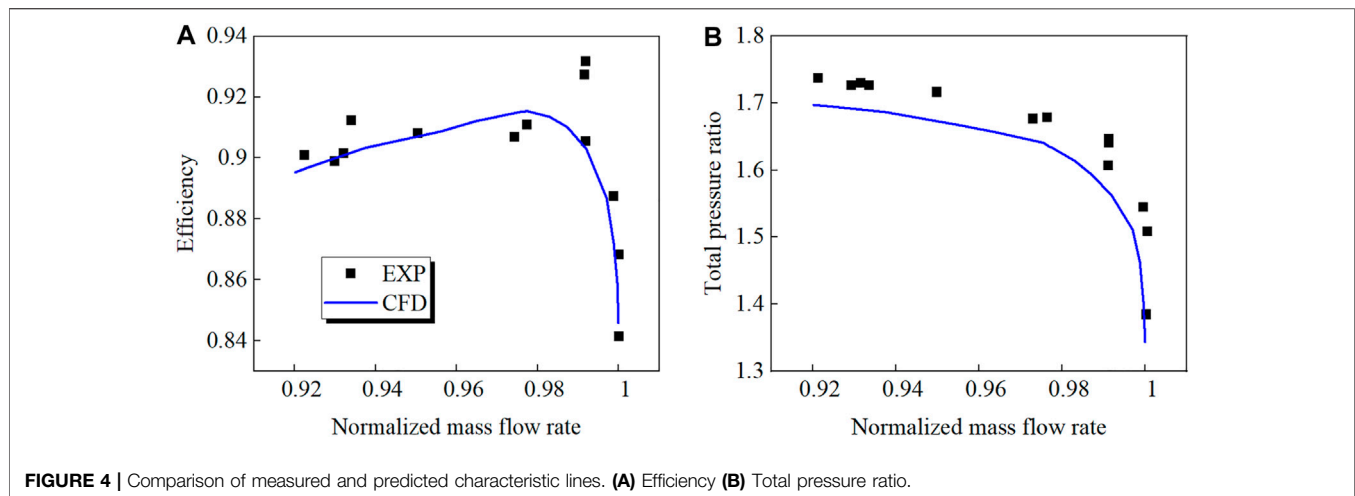 A
0.94
0.92
0.9
0.88
0.86
0.84
Efficiency
EXP
CFD
0.92 0.94 0.96 0.98 1
Normalized mass flow rate
B
1.8
1.7
1.6
1.5
1.4
1.3
Total pressure ratio
0.92 0.94 0.96 0.98 1
Normalized mass flow rate
FIGURE 4 | Comparison of measured and predicted characteristic lines. (A) Efficiency (B) Total pressure ratio.